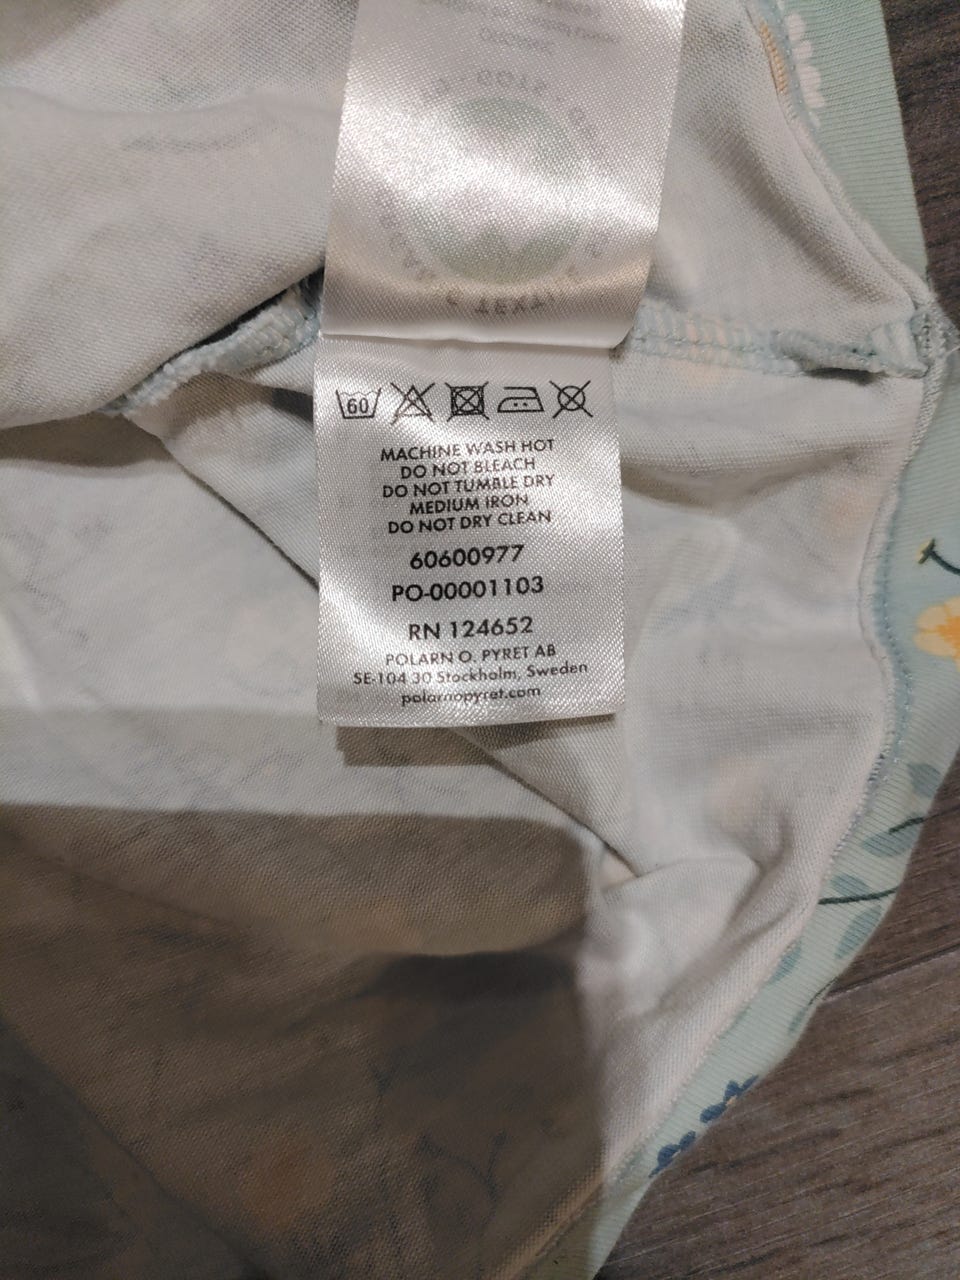 60
MACHINE WASH HOT
DO NOT BLEACH
DO NOT TUMBLE DRY
MEDIUM IRON
DO NOT DRY CLEAN
60600977
PO-00001103
RN 124652
POLARN O. PYRET AB
SE-104 30 Stockholm, Sweden
polarnopyret.com